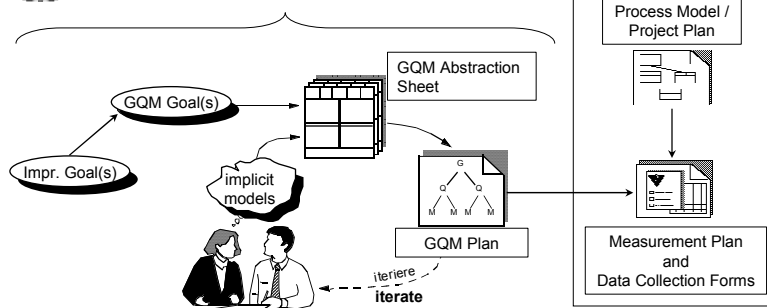 Process Model /
Project Plan
GQM Abstraction
Sheet
GQM Goal(s)
Impr. Goal(s)
implicit
models
G
Q Q
M M M M
GQM Plan
Measurement Plan
and
Data Collection Forms
iteriere
iterate